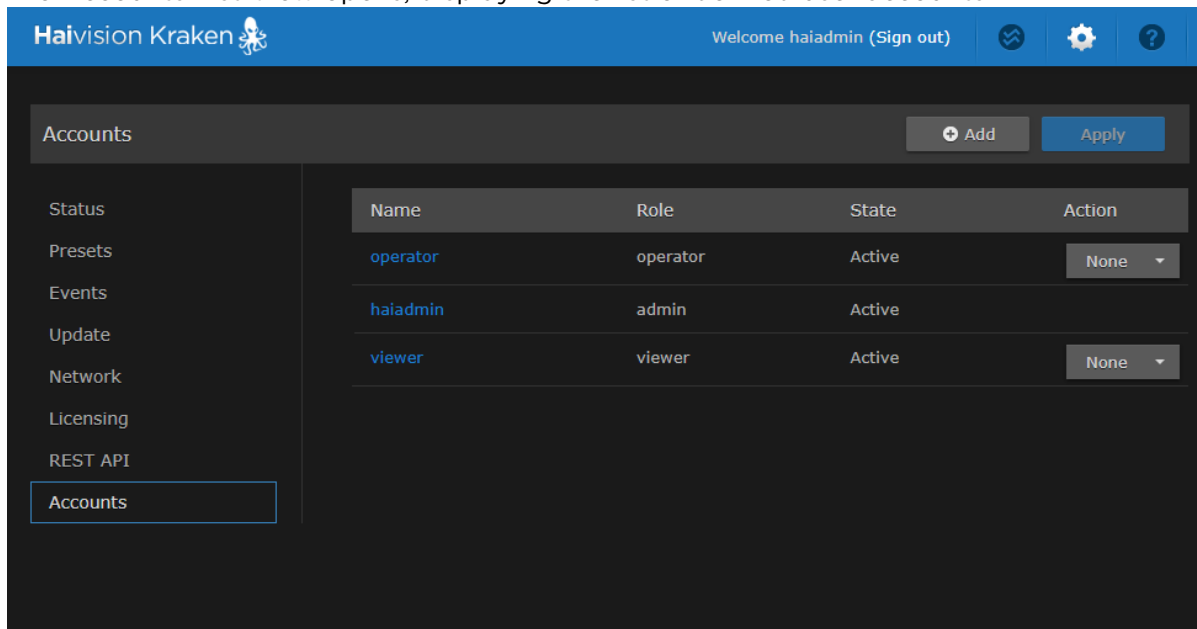 Haivision Kraken
Welcome haiadmin (Sign out)
Accounts
Add
Apply
Status
Presets
Events
Update
Network
Licensing
REST API
Accounts
Name Role State Action
operator operator Active None
haiadmin admin Active
viewer viewer Active None